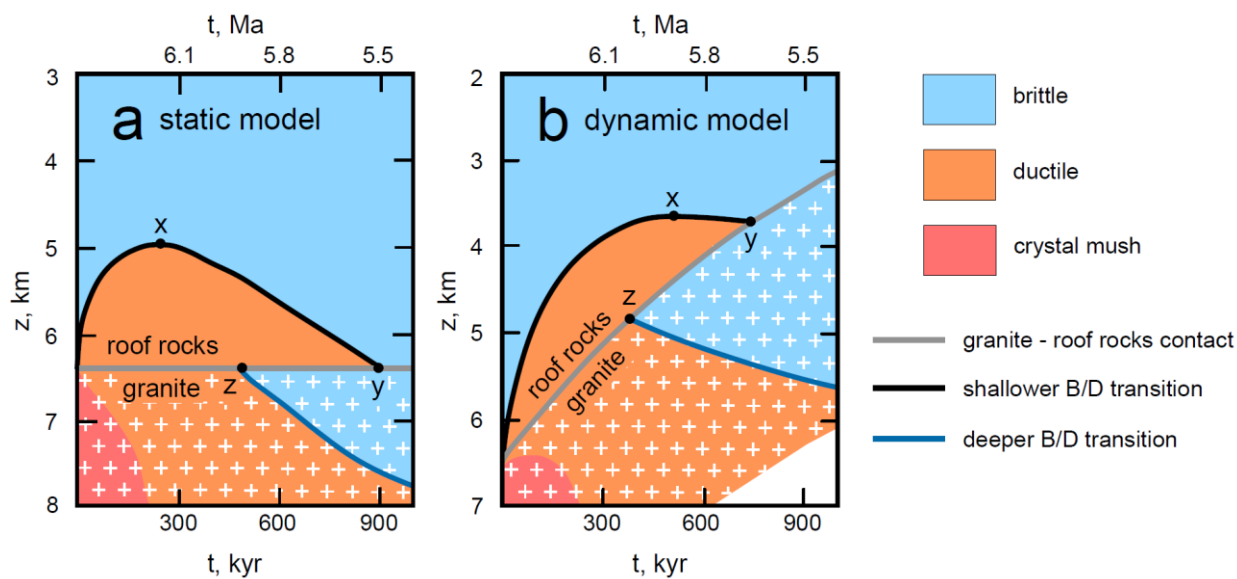 t, Ma
6.1 5.8 5.5
3
4
5
6
7
8
z, km
a static model
x
roof rocks
granite
z
y
300 600 900
t, kyr
t, Ma
6.1 5.8 5.5
2
3
4
5
6
7
z, km
b dynamic model
x
y
z
roof rocks
granite
300 600 900
t, kyr
brittle
ductile
crystal mush
granite - roof rocks contact
shallower B/D transition
deeper B/D transition